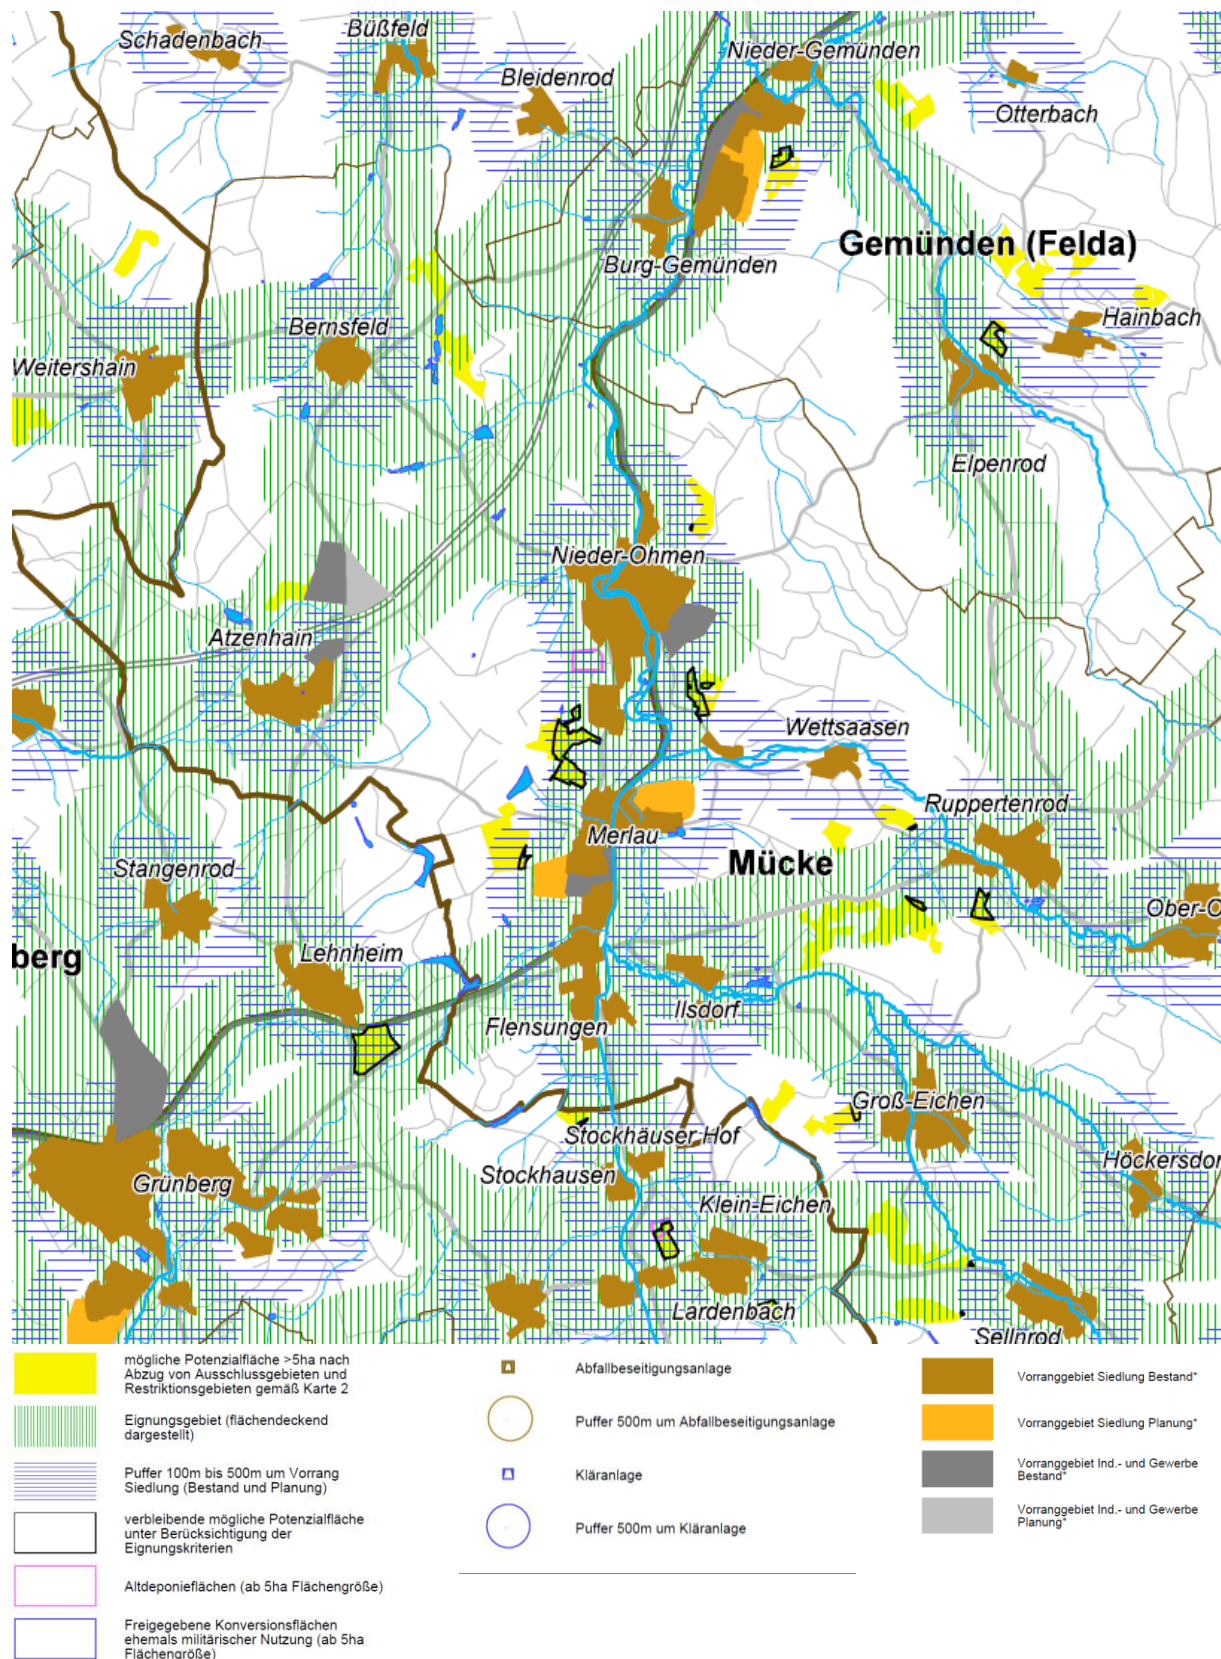 Schadenbach
Büßfeld
Nieder-Gemünden
Bleidenrod
Otterbach
Gemünden (Felda)
Burg-Gemünden
Hainbach
Bernsfeld
Weitershain
Elpenrod
Nieder-Ohmen
Atzenhain
Wettsaasen
Ruppertenrod
Merlau
Mücke
Stangenrod
Ober-O
berg
Lehnheim
Ilsdorf
Flensungen
Groß-Eichen
Stockhäuser Hof
Höckersdor
Stockhausen
Grünberg
Klein-Eichen
Lardenbach
Sellnrod
mögliche Potenzialfläche >5ha nach
Abzug von Ausschlussgebieten und
Restriktionsgebieten gemäß Karte 2
Eignungsgebiet (flächendeckend
dargestellt)
Puffer 100m bis 500m um Vorrang
Siedlung (Bestand und Planung)
verbleibende mögliche Potenzialfläche
unter Berücksichtigung der
Eignungskriterien
Altdeponieflächen (ab 5ha Flächengröße)
Freigegebene Konversionsflächen
ehemals militärischer Nutzung (ab 5ha
Flächengröße)
Abfallbeseitigungsanlage
Puffer 500m um Abfallbeseitigungsanlage
Kläranlage
Puffer 500m um Kläranlage
Vorranggebiet Siedlung Bestand*
Vorranggebiet Siedlung Planung*
Vorranggebiet Ind.- und Gewerbe
Bestand*
Vorranggebiet Ind.- und Gewerbe
Planung*